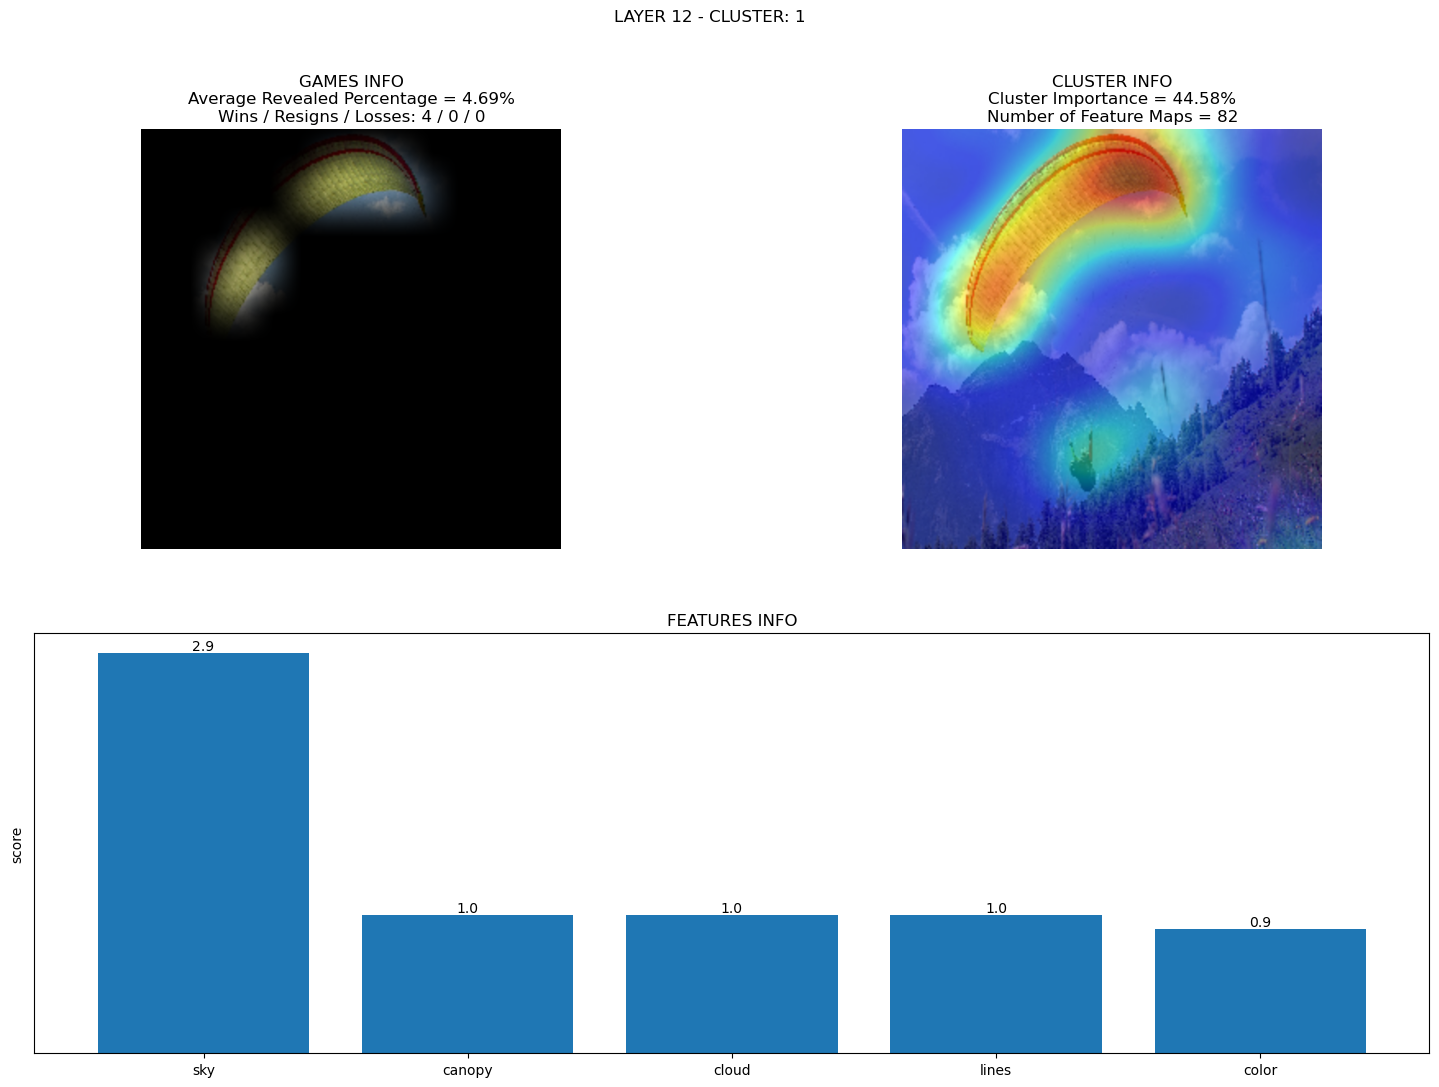 LAYER 12 - CLUSTER: 1
GAMES INFO
Average Revealed Percentage = 4.69%
Wins / Resigns / Losses: 4 / 0 / 0
CLUSTER INFO
Cluster Importance = 44.58%
Number of Feature Maps = 82
FEATURES INFO
score
2.9
1.0
1.0
1.0
0.9
sky
canopy
cloud
lines
color